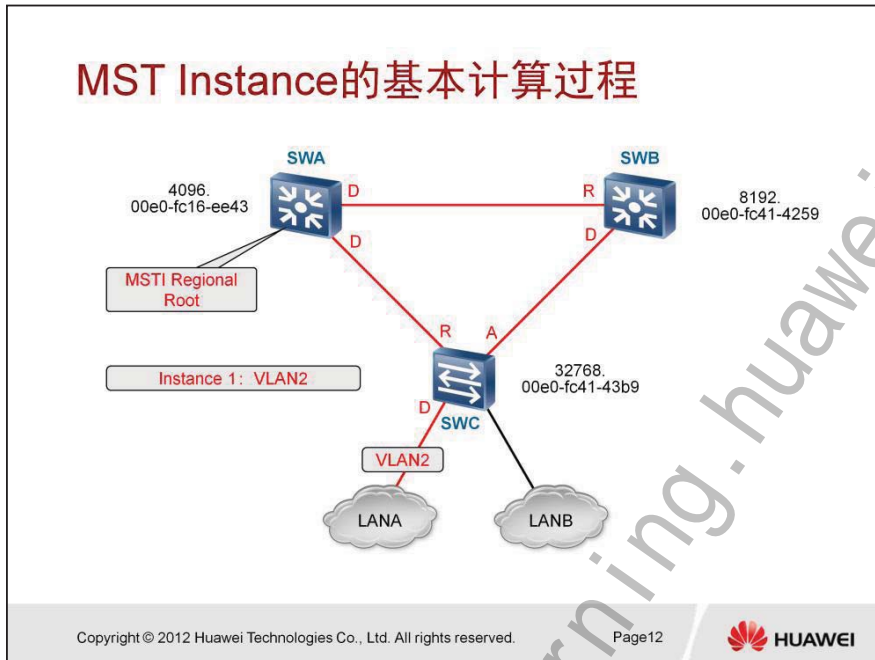 MST Instance的基本计算过程
SWA
SWB
4096.
00e0-fc16-ee43
D
R
8192.
00e0-fc41-4259
D
D
MSTI Regional
Root
R
A
Instance 1: VLAN2
32768.
00e0-fc41-43b9
D
SWC
VLAN2
LANA
LANB
rning.huawei.
Copyright © 2012 Huawei Technologies Co., Ltd. All rights reserved.
Page12
HUAWEI